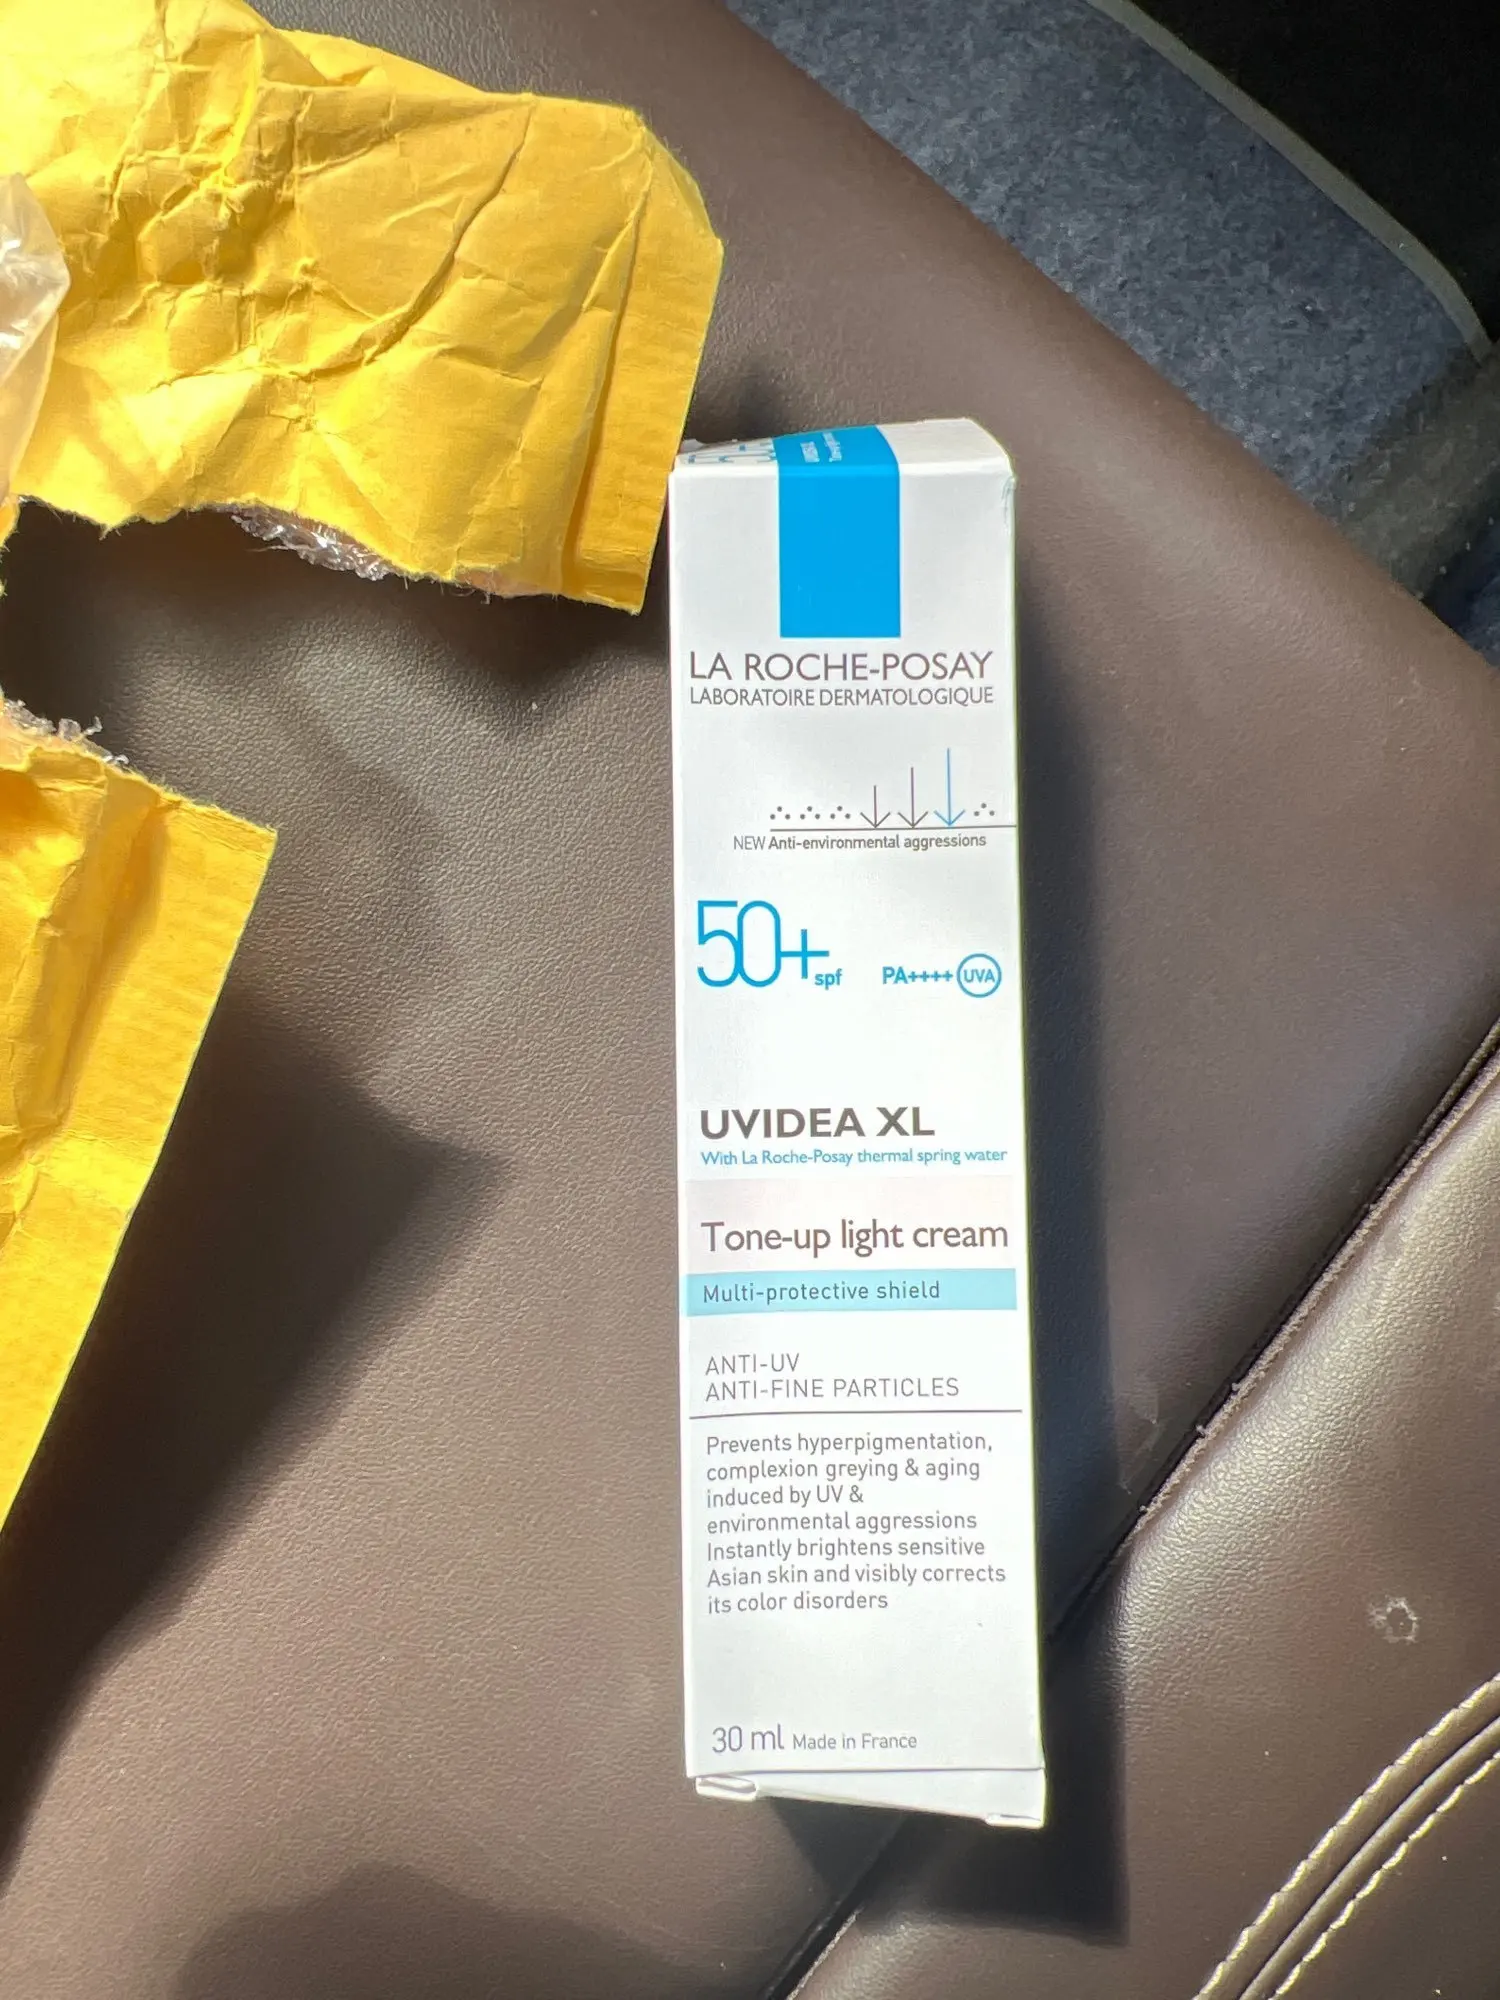 LA ROCHE-POSAY
LABORATOIRE DERMATOLOGIQUE
NEW Anti-environmental aggressions
50+ spf PA++++ UVA
UVIDEA XL
With La Roche-Posay thermal spring water
Tone-up light cream
Multi-protective shield
ANTI-UV
ANTI-FINE PARTICLES
Prevents hyperpigmentation,
complexion greying & aging
induced by UV &
environmental aggressions
Instantly brightens sensitive
Asian skin and visibly corrects
its color disorders
30 ml Made in France